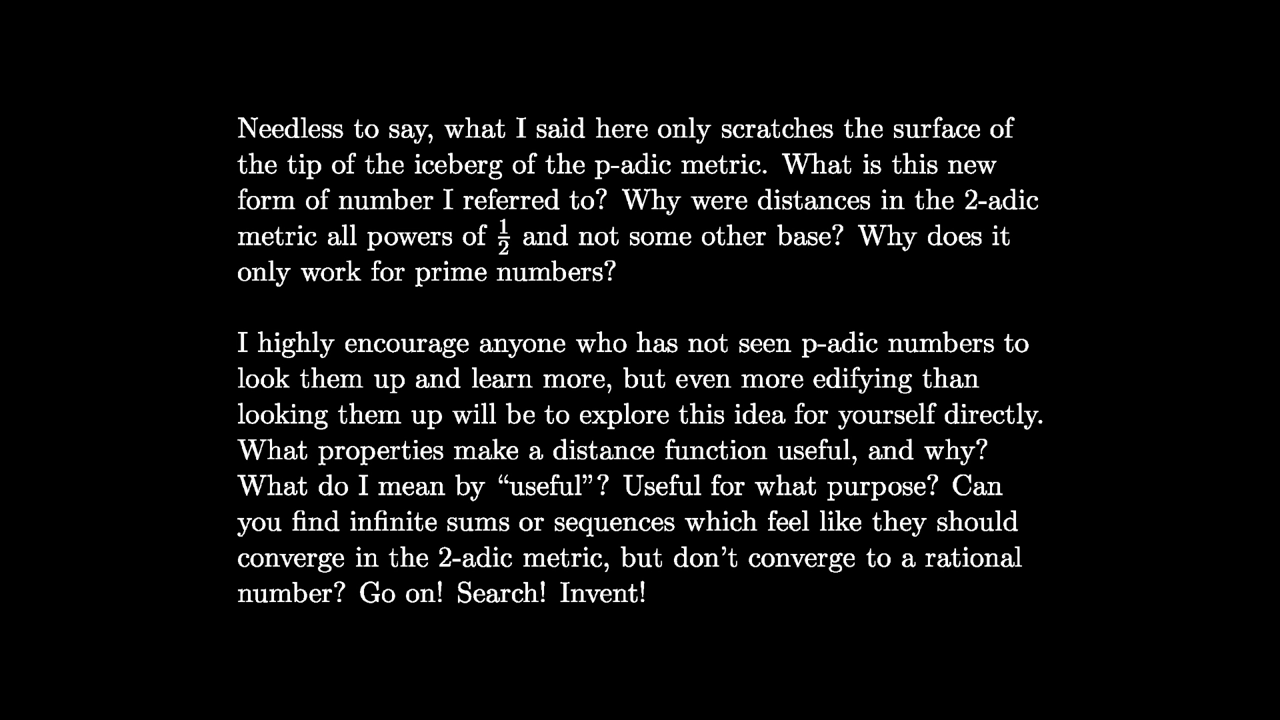 Needless to say, what I said here only scratches the surface of
the tip of the iceberg of the p-adic metric. What is this new
form of number I referred to? Why were distances in the 2-adic
metric all powers of 1/2 and not some other base? Why does it
only work for prime numbers?
I highly encourage anyone who has not seen p-adic numbers to
look them up and learn more, but even more edifying than
looking them up will be to explore this idea for yourself directly.
What properties make a distance function useful, and why?
What do I mean by “useful”? Useful for what purpose? Can
you find infinite sums or sequences which feel like they should
converge in the 2-adic metric, but don’t converge to a rational
number? Go on! Search! Invent!